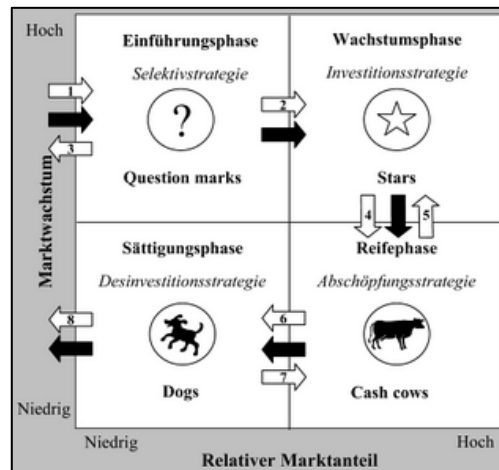 Hoch
Einführungsphase
Wachstumsphase
Selektivstrategie
Investitionsstrategie
1
2
?
3
Question marks
Stars
Marktwachstum
4
5
Sättigungsphase
Reifephase
Desinvestitionsstrategie
Abschöpfungsstrategie
8
6
7
Dogs
Cash cows
Niedrig
Niedrig
Hoch
Relativer Marktanteil